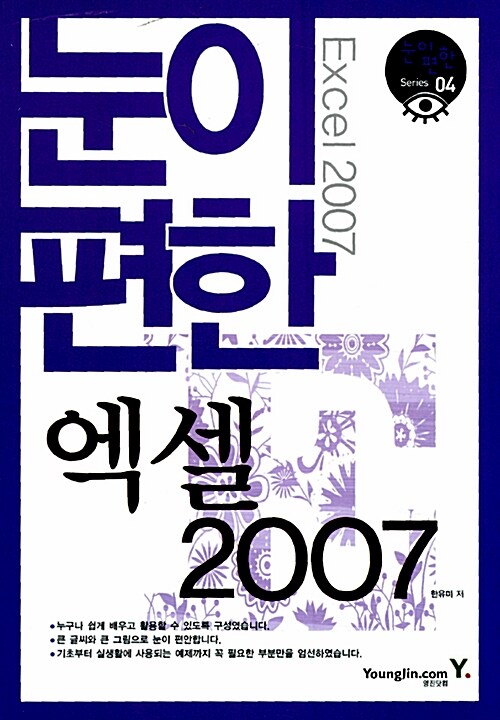 눈이
편한
Excel 2007
눈이
편한
Series 04
엑셀
2007
한유미 저
누구나 쉽게 배우고 활용할 수 있도록 구성였습니다.
큰 글씨와 큰 그림으로 눈이 편안합니다.
기초부터 실생활에 사용되는 예제까지 꼭 필요한 부분만을 엄선하였습니다.
YoungJin.com Y.
영진닷컴